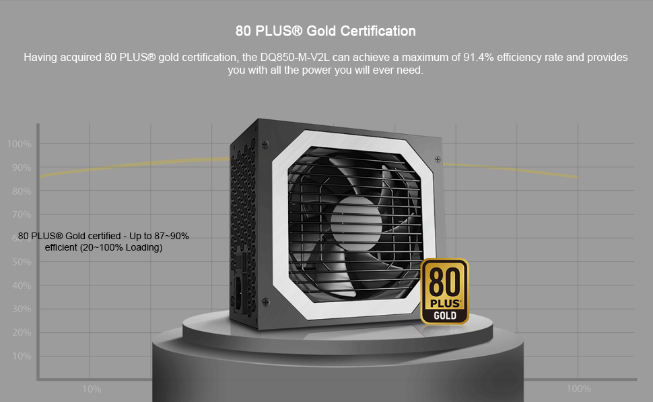 80 PLUS® Gold Certification
Having acquired 80 PLUS® gold certification, the DQ850-M-V2L can achieve a maximum of 91.4% efficiency rate and provides
you with all the power you will ever need.
100%
90%
80%
70%
80 PLUS® Gold certified - Up to 87~90%
60%
efficient (20~100% Loading)
50%
40%
30%
20%
10%
80
PLUS®
GOLD
10%
100%